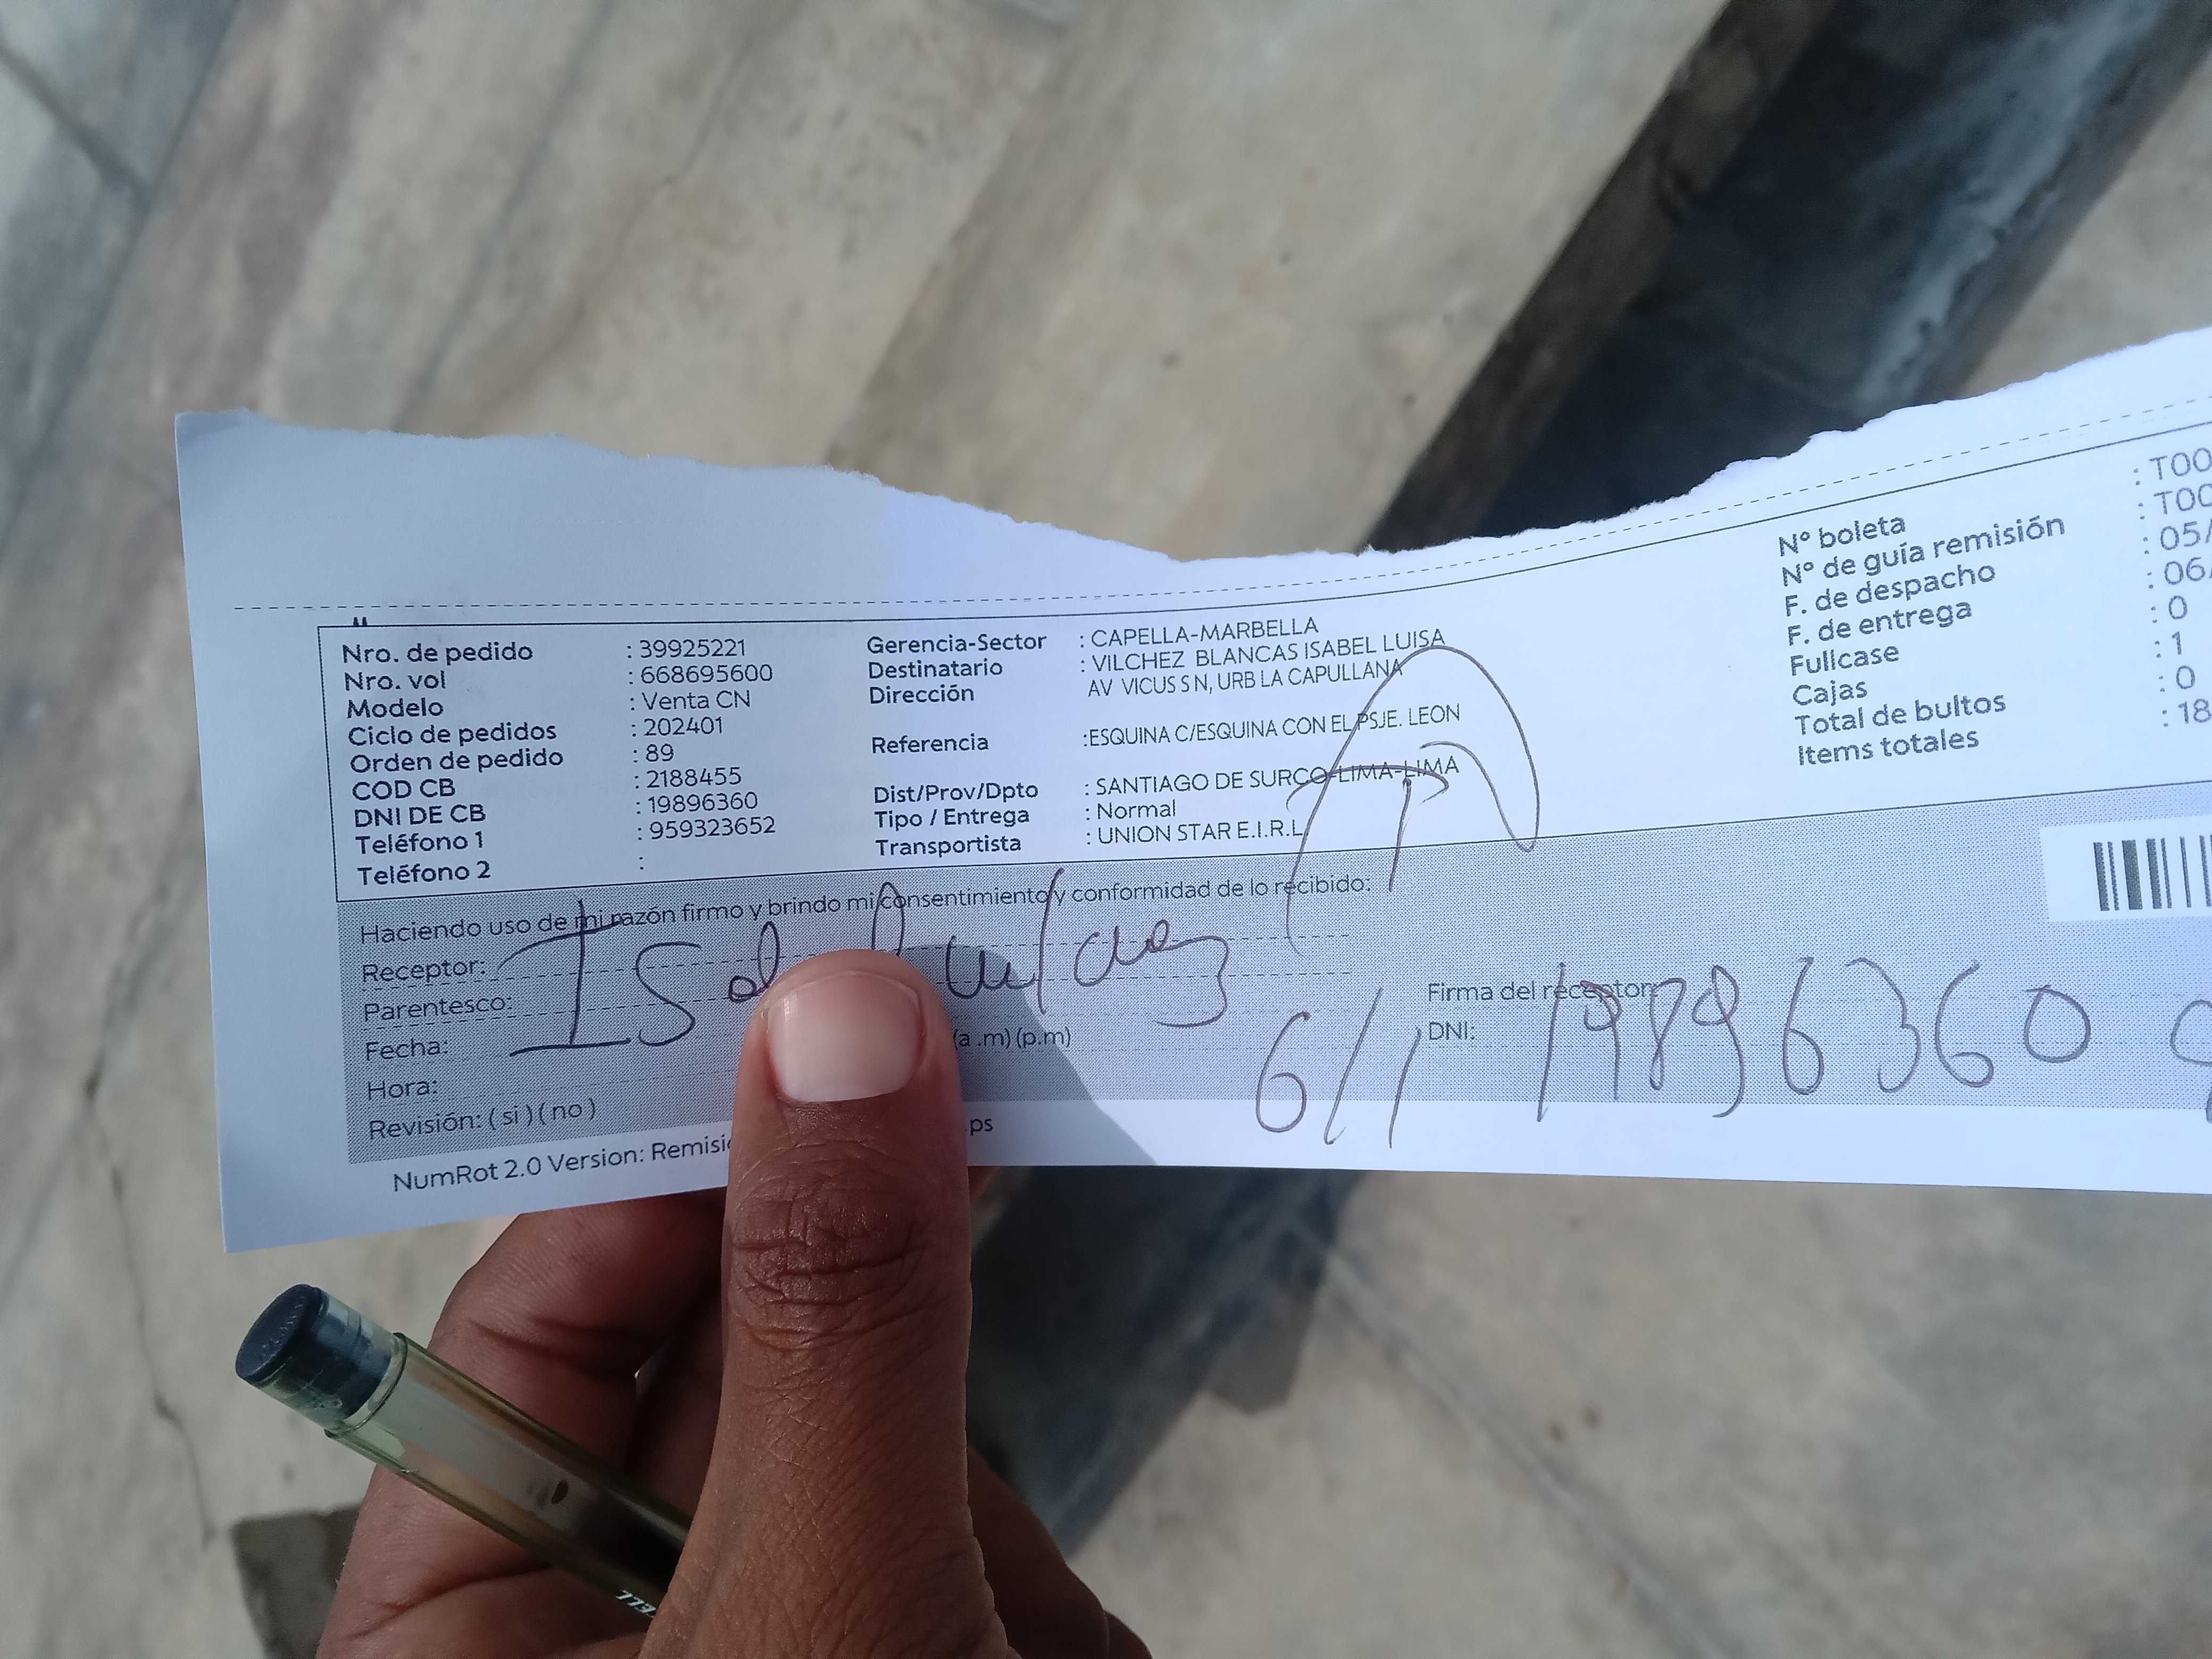 Nro. de pedido : 39925221
Nro. vol : 668695600
Modelo : Venta CN
Ciclo de pedidos : 202401
Orden de pedido : 89
COD CB : 2188455
DNI DE CB : 19896360
Teléfono 1 : 959323652
Teléfono 2 :
Gerencia-Sector : CAPELLA-MARBELLA
Destinatario : VILCHEZ BLANCAS ISABEL LUISA
Dirección AV VICUS S N, URB LA CAPULLANA
Referencia :ESQUINA C/ESQUINA CON EL PSJE. LEON
Dist/Prov/Dpto : SANTIAGO DE SURCO-LIMA-LIMA
Tipo / Entrega : Normal
Transportista : UNION STAR E.I.R.L
N° boleta : T00
N° de guía remisión : T00
F. de despacho : 05/
F. de entrega : 06/
Fullcase : 0
Cajas : 1
Total de bultos : 0
Items totales : 18
Haciendo uso de mi razón firmo y brindo mi consentimiento y conformidad de lo recibido:
Receptor:
Parentesco:
Fecha:
Hora: (a .m) (p.m)
Revisión: ( si ) ( no )
Firma del receptor:
DNI: 19896360
6/1
NumRot 2.0 Version: Remisi ps